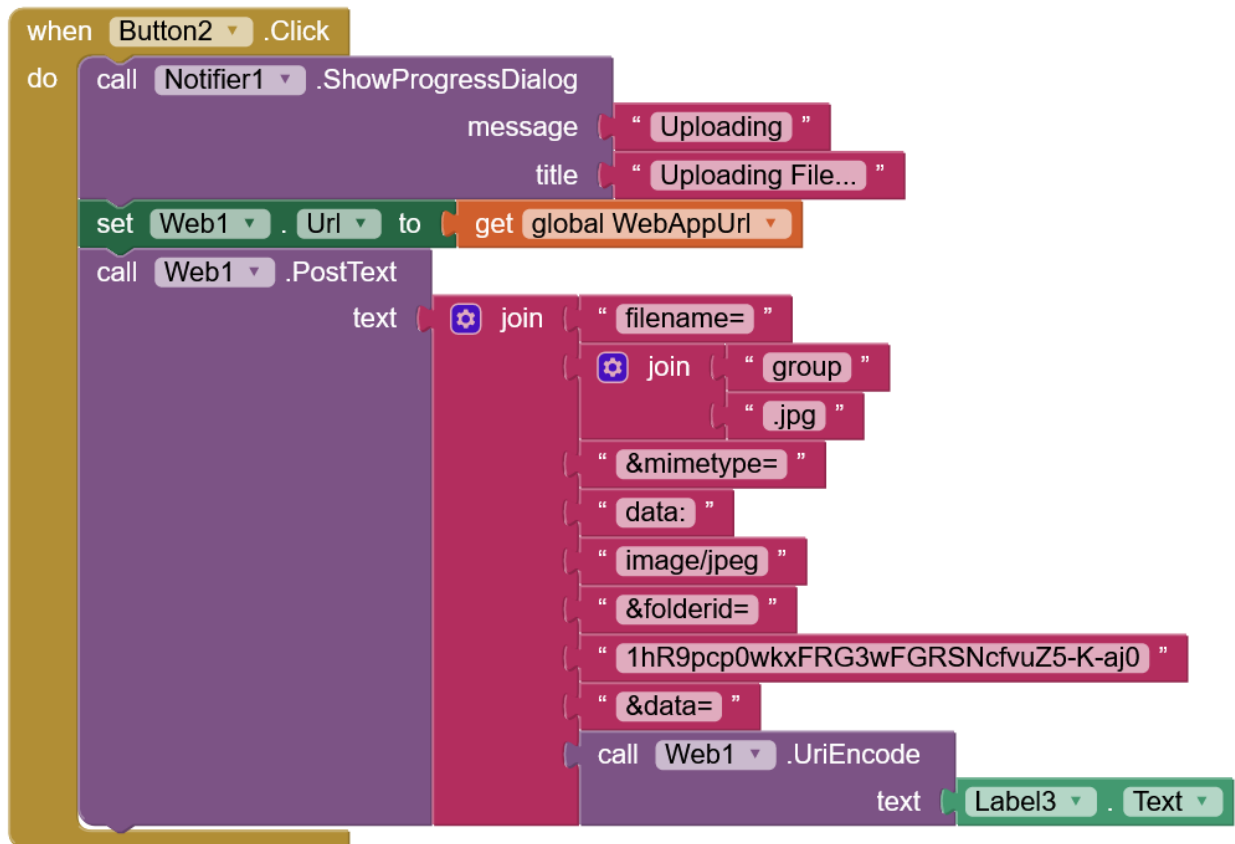 when Button2 .Click
do call Notifier1 .ShowProgressDialog
message “ Uploading ”
title “ Uploading File... ”
set Web1 . Url to get global WebAppUrl
call Web1 .PostText
text join “ filename= ”
join “ group ”
“ .jpg ”
“ &mimetype= ”
“ data: ”
“ image/jpeg ”
“ &folderid= ”
“ 1hR9pcp0wkxFRG3wFGRSNcfvuZ5-K-aj0 ”
“ &data= ”
call Web1 .UriEncode
text Label3 . Text